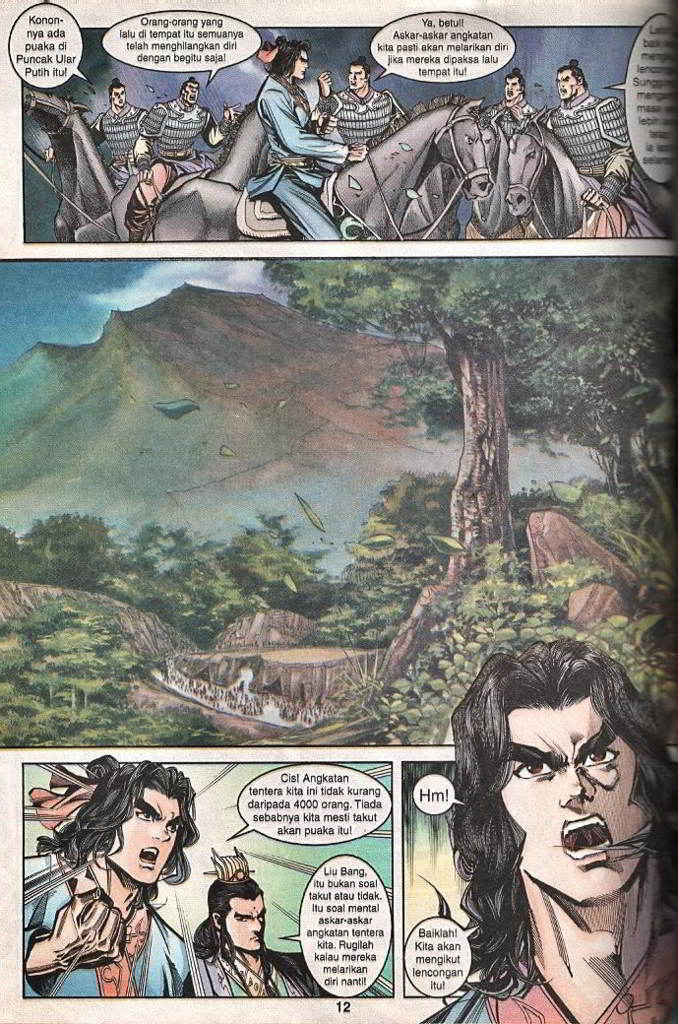 Konon-
nya ada
puaka di
Puncak Ular
Putih itu!
Orang-orang yang
lalu di tempat itu semuanya
telah menghilangkan diri
dengan begitu saja!
Ya, betul!
Askar-askar angkatan
kita pasti akan melarikan diri
jika mereka dipaksa lalu
tempat itu!
Cis! Angkatan
tentera kita ini tidak kurang
daripada 4000 orang. Tiada
sebabnya kita mesti takut
akan puaka itu!
Liu Bang,
itu bukan soal
takut atau tidak.
Itu soal mental
askar-askar
angkatan tentera
kita. Rugilah
kalau mereka
melarikan
diri nanti!
Hm!
Baiklah!
Kita akan
mengikut
lencongan
itu!
12